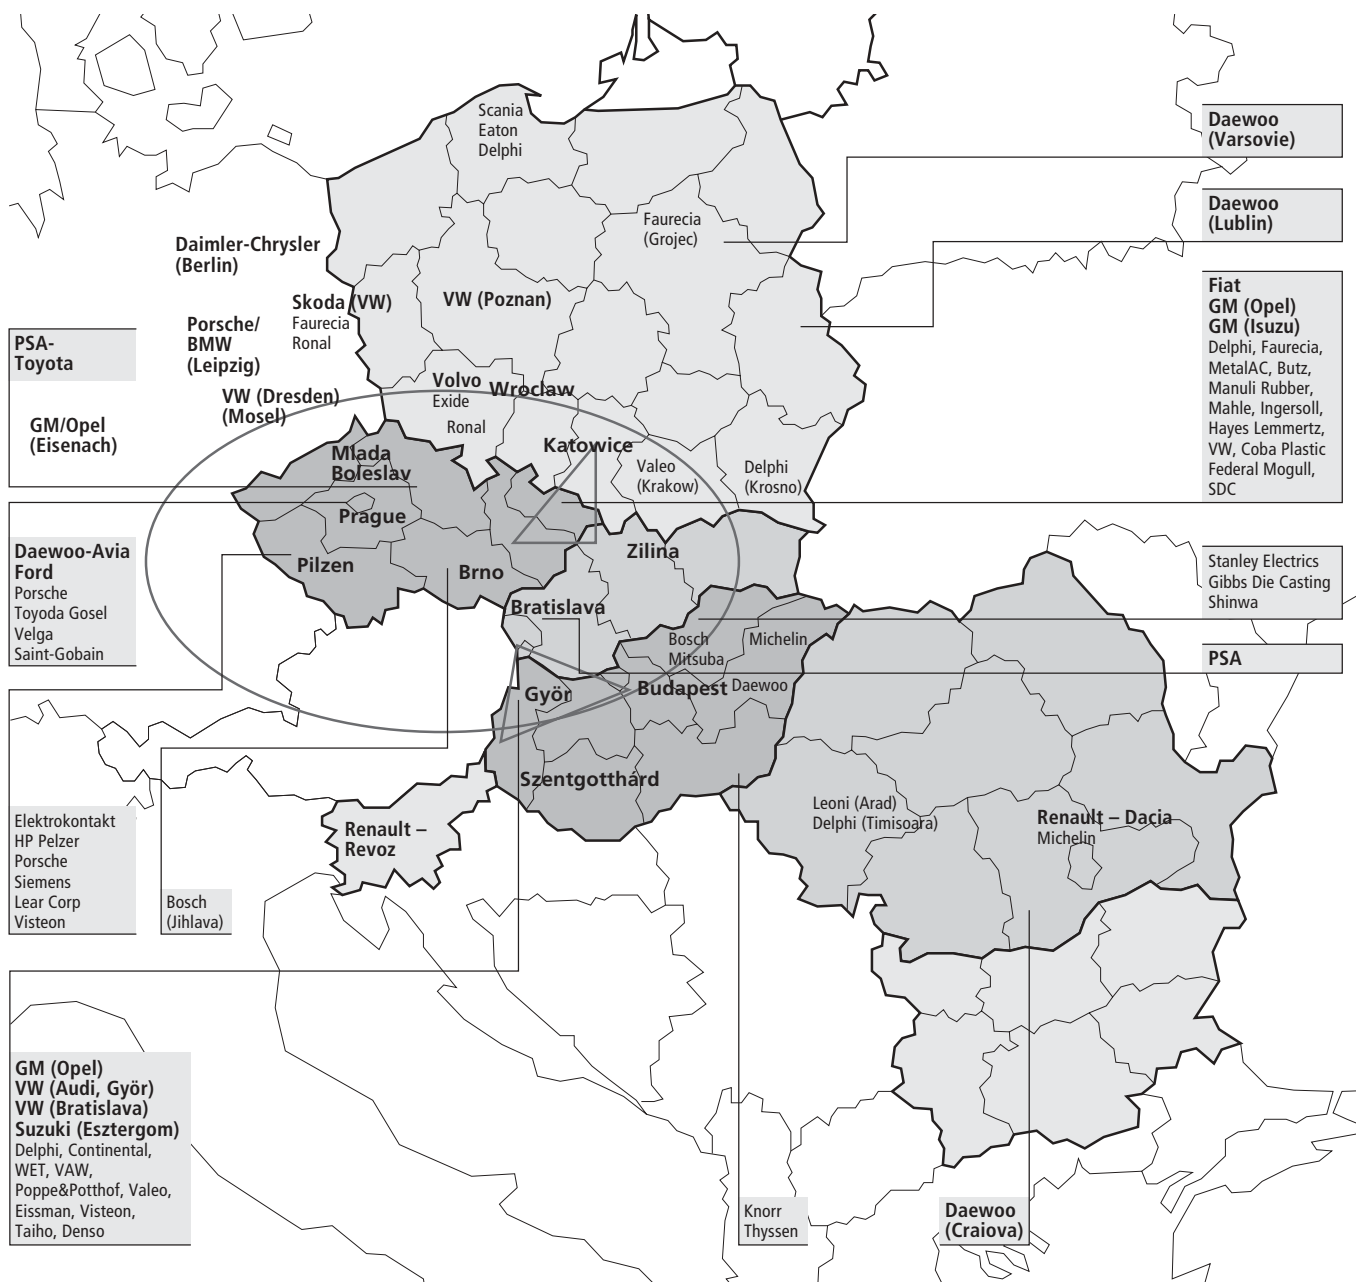 Scania
Eaton
Delphi
Daewoo
(Varsovie)
Daewoo
(Lublin)
Faurecia
(Grojec)
Daimler-Chrysler
(Berlin)
Skoda (VW)
Faurecia
Ronal
VW (Poznan)
Porsche/
BMW
(Leipzig)
PSA-
Toyota
VW (Dresden)
(Mosel)
GM/Opel
(Eisenach)
Fiat
GM (Opel)
GM (Isuzu)
Delphi, Faurecia,
MetalAC, Butz,
Manuli Rubber,
Mahle, Ingersoll,
Hayes Lemmertz,
VW, Coba Plastic
Federal Mogull,
SDC
Volvo
Exide
Ronal
Wroclaw
Katowice
Valeo
(Krakow)
Delphi
(Krosno)
Mlada
Boleslav
Prague
Pilzen
Brno
Zilina
Bratislava
Daewoo-Avia
Ford
Porsche
Toyoda Gosel
Velga
Saint-Gobain
Stanley Electrics
Gibbs Die Casting
Shinwa
PSA
Bosch
Mitsuba
Michelin
Györ
Budapest
Daewoo
Szentgotthárd
Leoni (Arad)
Delphi (Timisoara)
Renault – Dacia
Michelin
Renault –
Revoz
Elektrokontakt
HP Pelzer
Porsche
Siemens
Lear Corp
Visteon
Bosch
(Jihlava)
GM (Opel)
VW (Audi, Györ)
VW (Bratislava)
Suzuki (Esztergom)
Delphi, Continental,
WET, VAW,
Poppe&Potthof, Valeo,
Eissman, Visteon,
Taiho, Denso
Knorr
Thyssen
Daewoo
(Craiova)